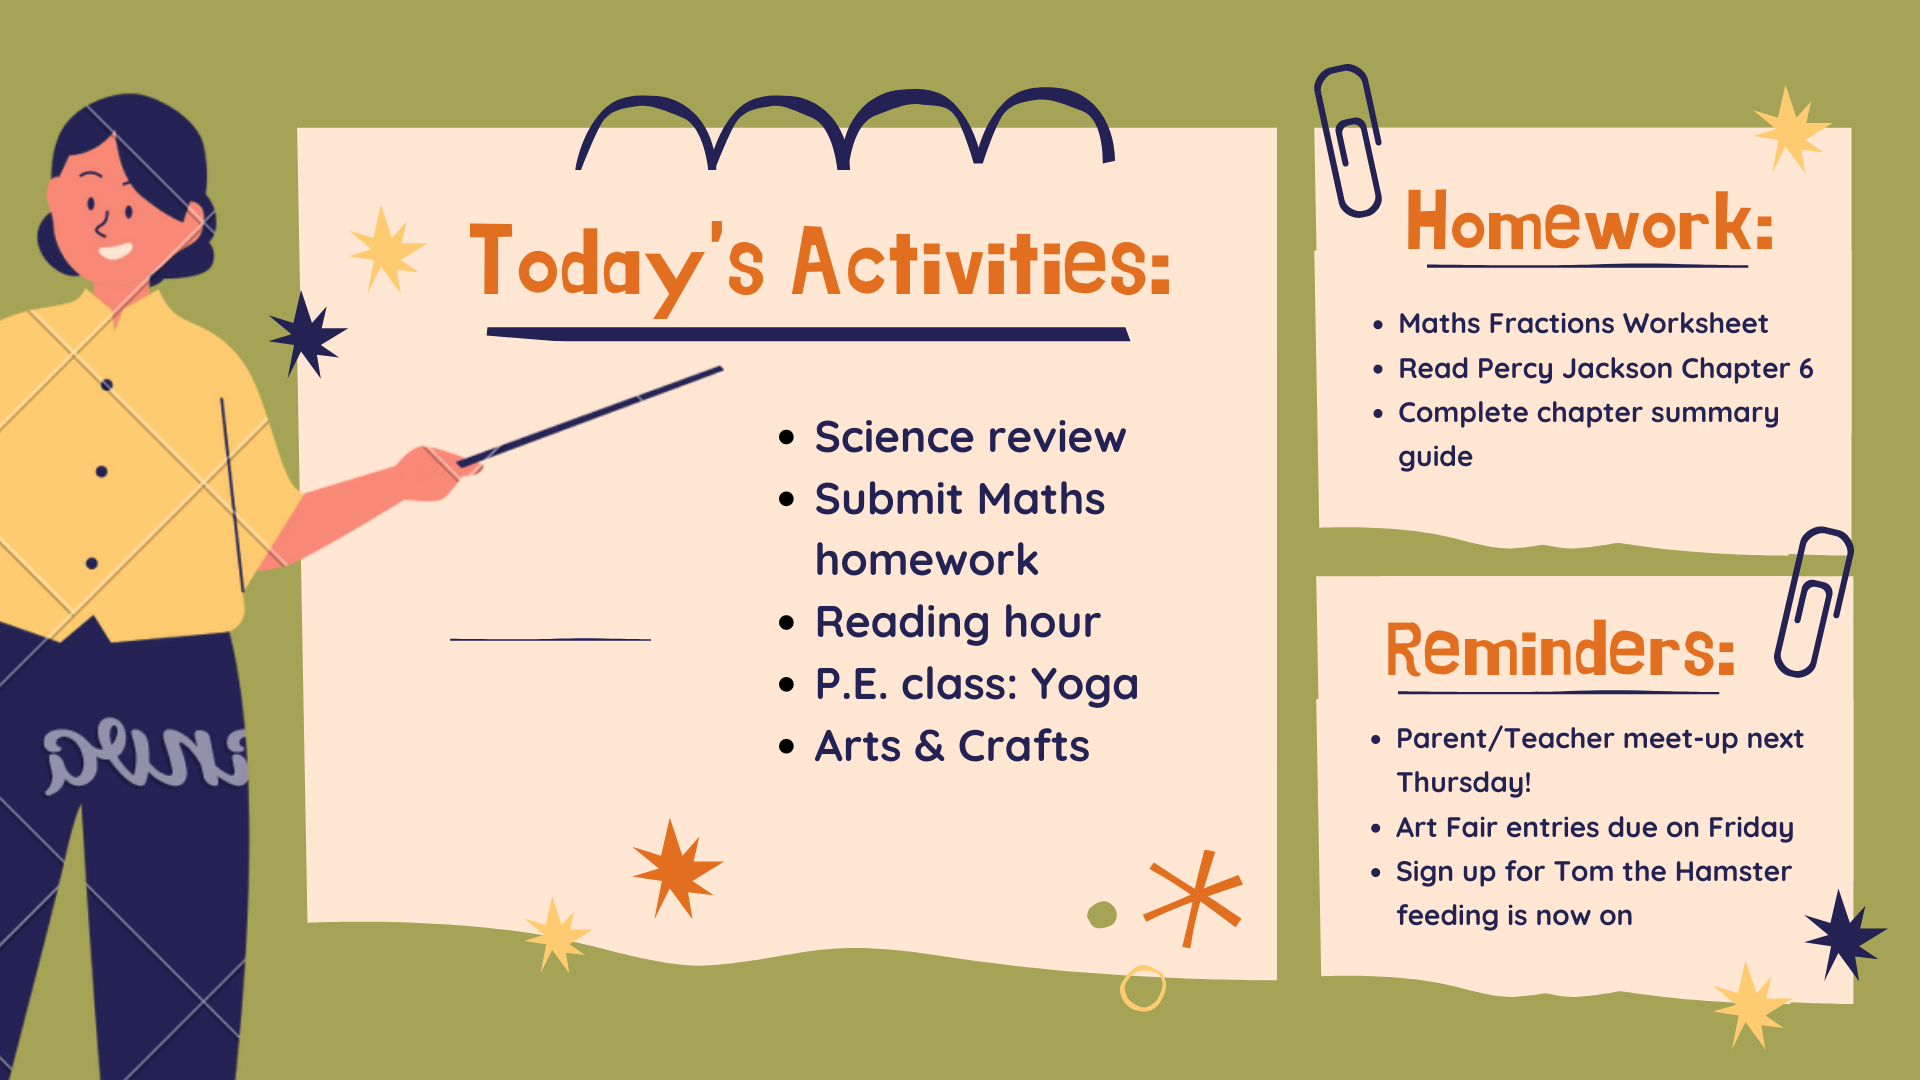 Today's Activities:
• Science review
• Submit Maths
homework
• Reading hour
• P.E. class: Yoga
• Arts & Crafts
Homework:
• Maths Fractions Worksheet
• Read Percy Jackson Chapter 6
• Complete chapter summary
guide
Reminders:
• Parent/Teacher meet-up next
Thursday!
• Art Fair entries due on Friday
• Sign up for Tom the Hamster
feeding is now on